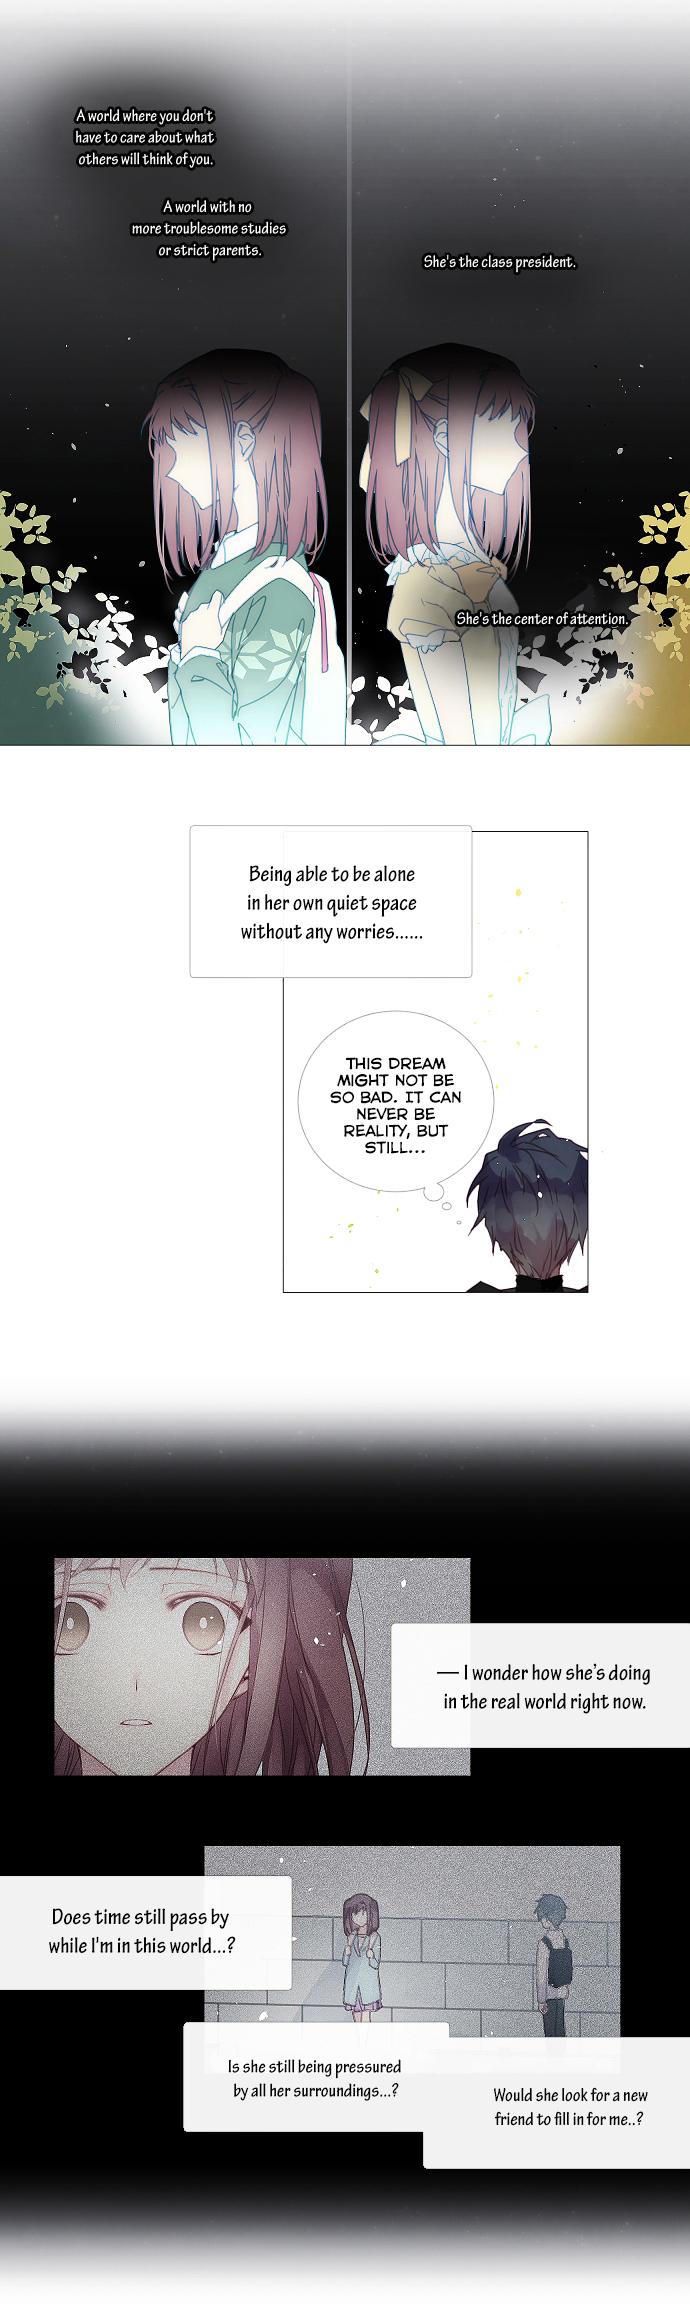 A world where you don't
have to care about what
others will think of you.
A world with no
more troublesome studies
or strict parents.
She's the class president.
She's the center of attention.
Being able to be alone
in her own quiet space
without any worries......
THIS DREAM
MIGHT NOT BE
SO BAD. IT CAN
NEVER BE
REALITY, BUT
STILL...
— I wonder how she's doing
in the real world right now.
Does time still pass by
while I'm in this world...?
Is she still being pressured
by all her surroundings...?
Would she look for a new
friend to fill in for me..?